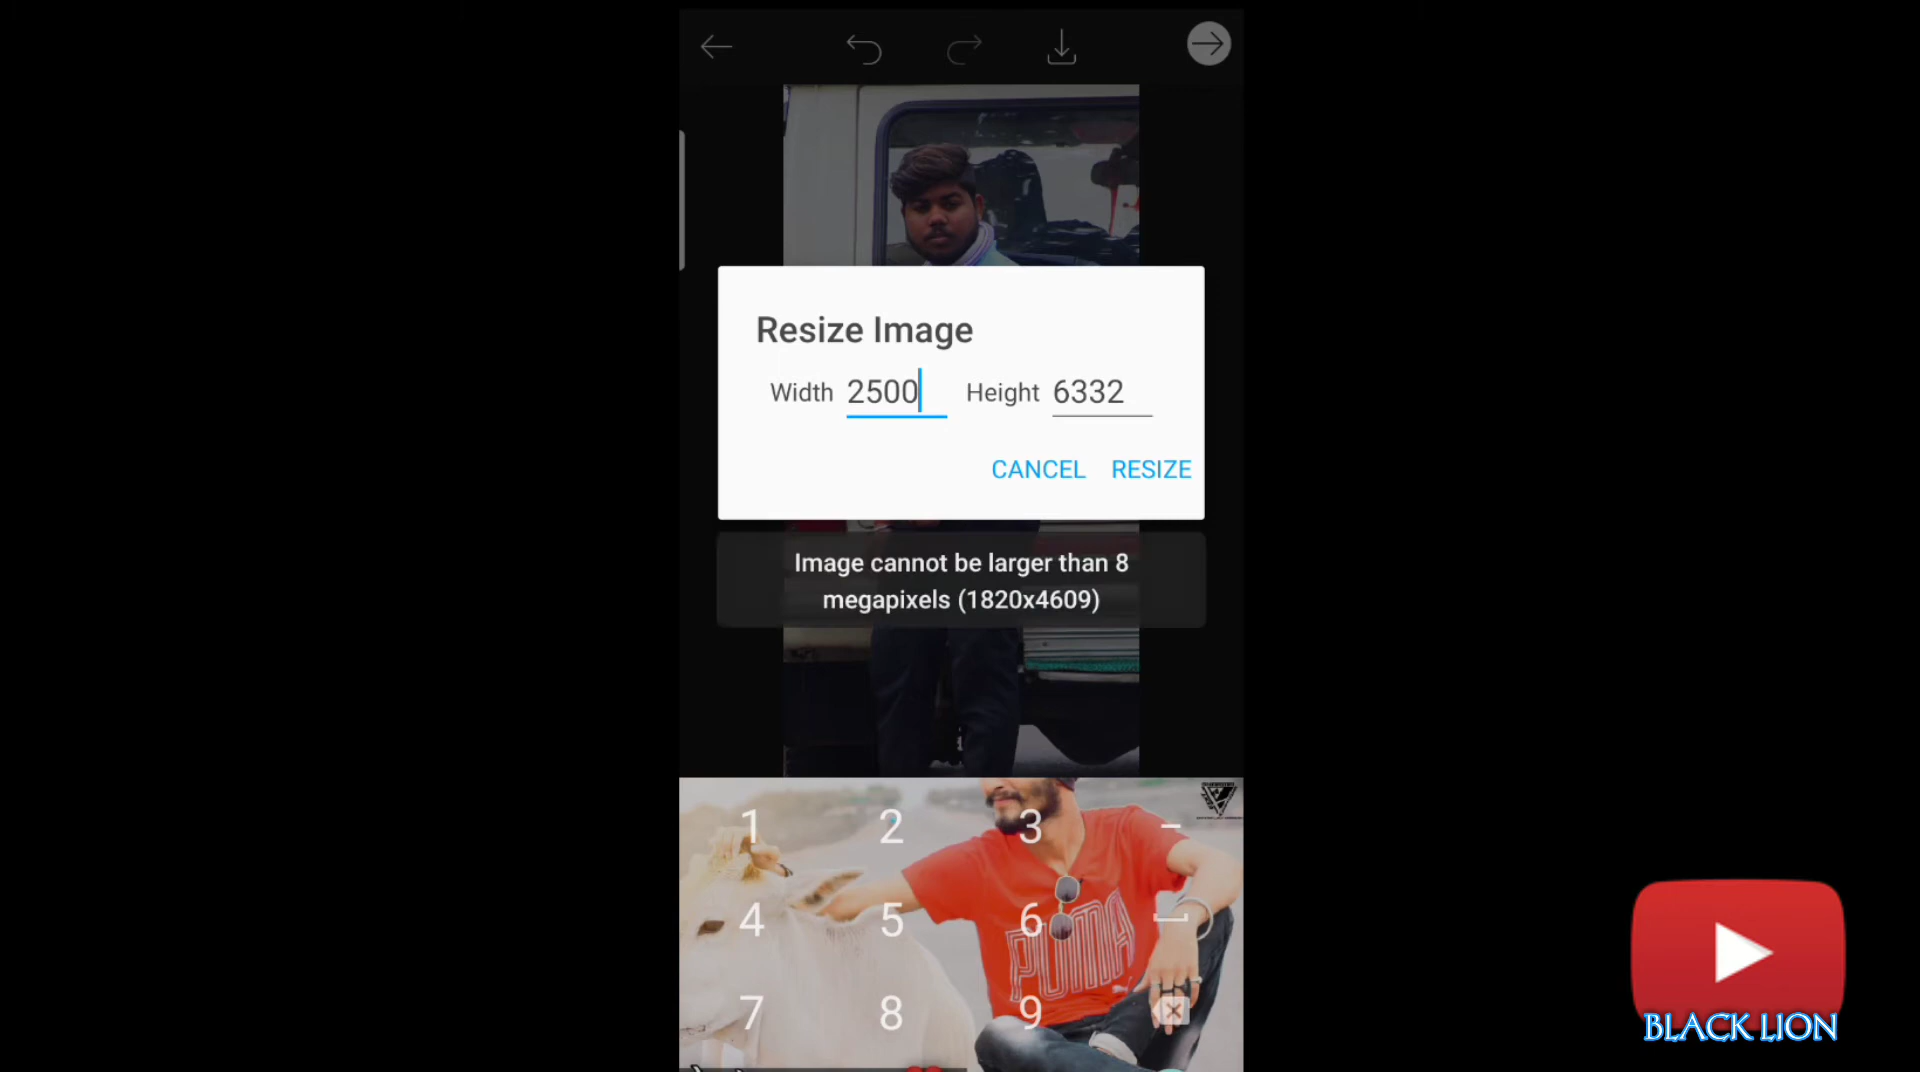 Resize Image
Width 2500 Height 6332
CANCEL RESIZE
Image cannot be larger than 8
megapixels (1820x4609)
1 2 3 -
4 5 6
PUMA
7 8 9
BLACK LION